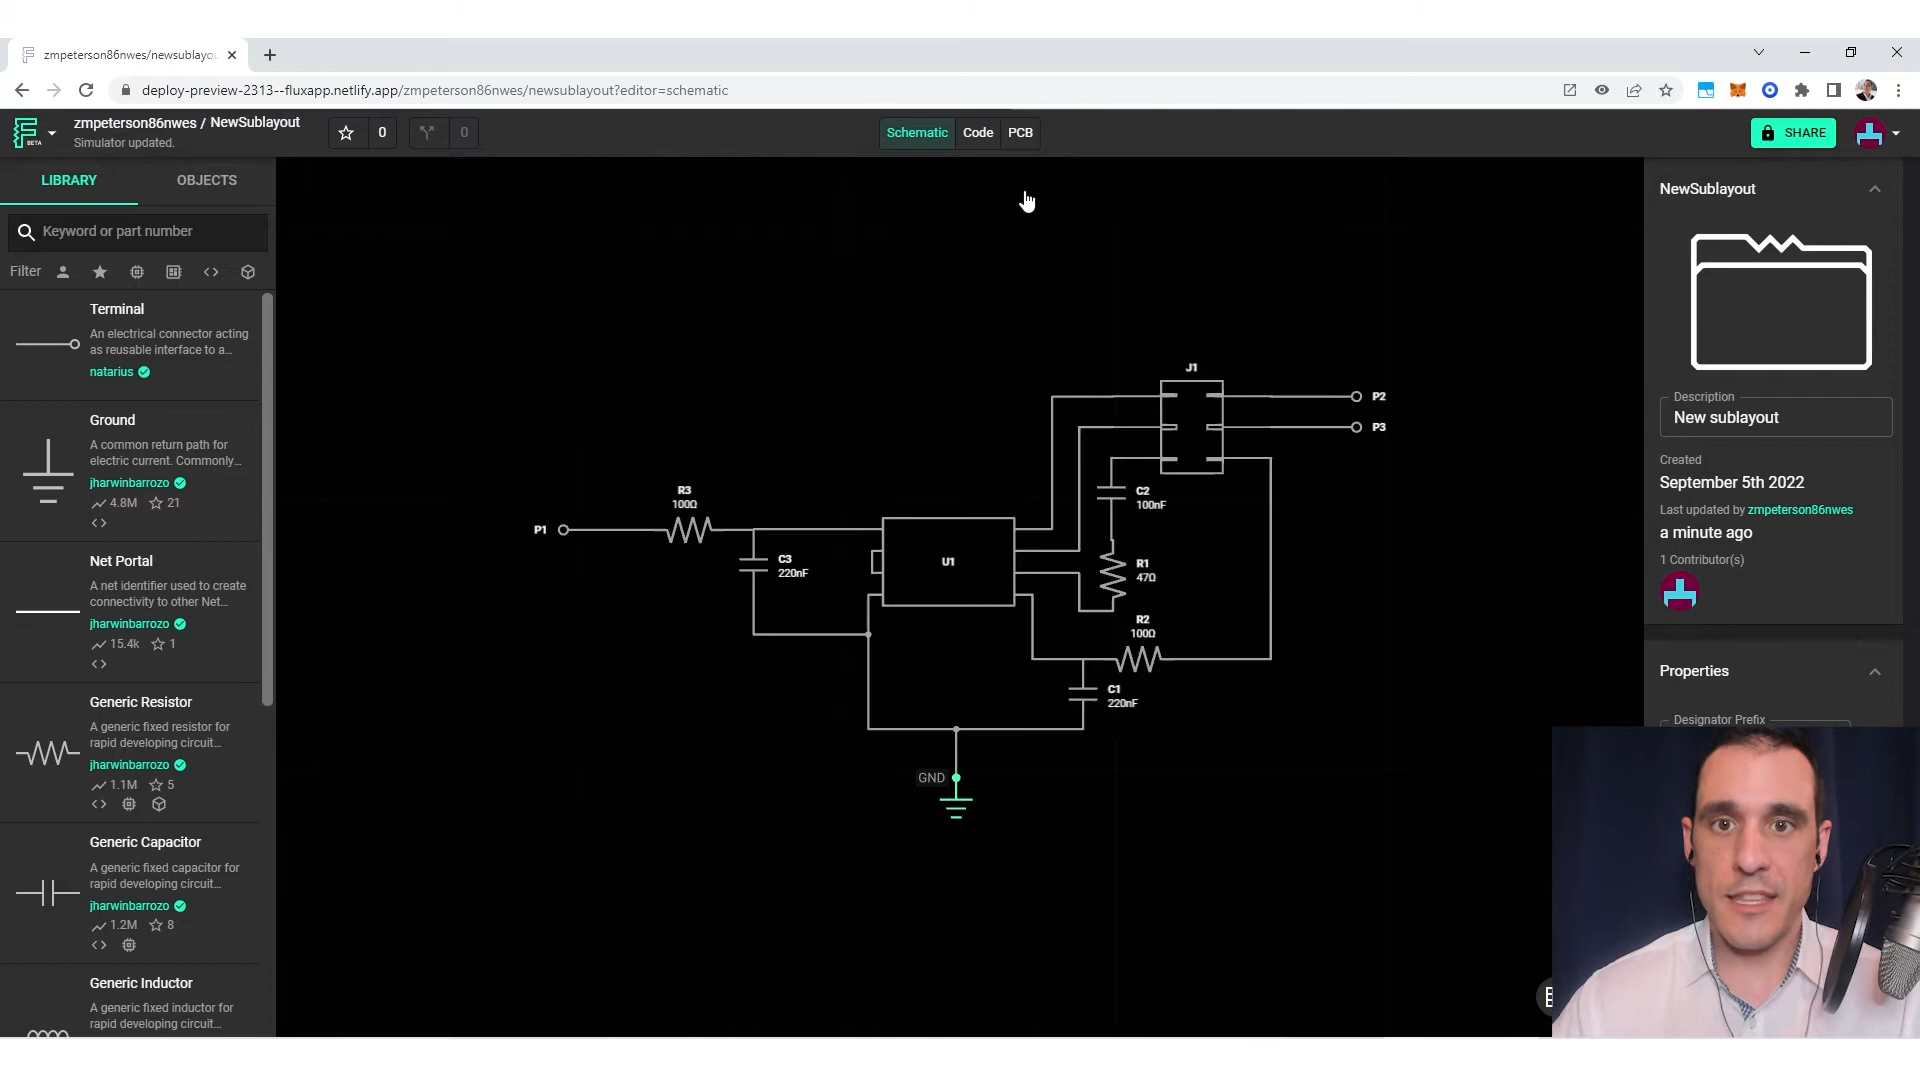 zmpeterson86nwes/newsublayou
deploy-preview-2313--fluxapp.netlify.app/zmpeterson86nwes/newsublayout?editor=schematic
BETA
zmpeterson86nwes / NewSublayout
Simulator updated.
0
0
Schematic
Code
PCB
SHARE
LIBRARY
OBJECTS
Keyword or part number
Filter
Terminal
An electrical connector acting
as reusable interface to a...
natarius
Ground
A common return path for
electric current. Commonly...
jharwinbarrozo
4.8M
21
Net Portal
A net identifier used to create
connectivity to other Net...
jharwinbarrozo
15.4k
1
Generic Resistor
A generic fixed resistor for
rapid developing circuit...
jharwinbarrozo
1.1M
5
Generic Capacitor
A generic fixed capacitor for
rapid developing circuit...
jharwinbarrozo
1.2M
8
Generic Inductor
A generic fixed inductor for
rapid developing circuit...
J1
P2
P3
C2
100nF
R3
100Ω
P1
C3
220nF
U1
R1
47Ω
R2
100Ω
C1
220nF
GND
NewSublayout
Description
New sublayout
Created
September 5th 2022
Last updated by zmpeterson86nwes
a minute ago
1 Contributor(s)
Properties
Designator Prefix